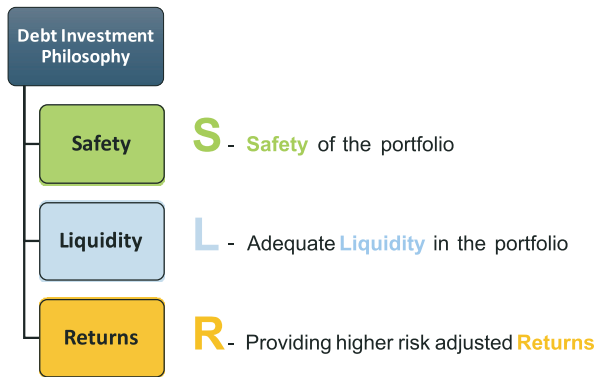 Debt Investment
Philosophy
Safety
S - Safety of the portfolio
Liquidity
L - Adequate Liquidity in the portfolio
Returns
R - Providing higher risk adjusted Returns